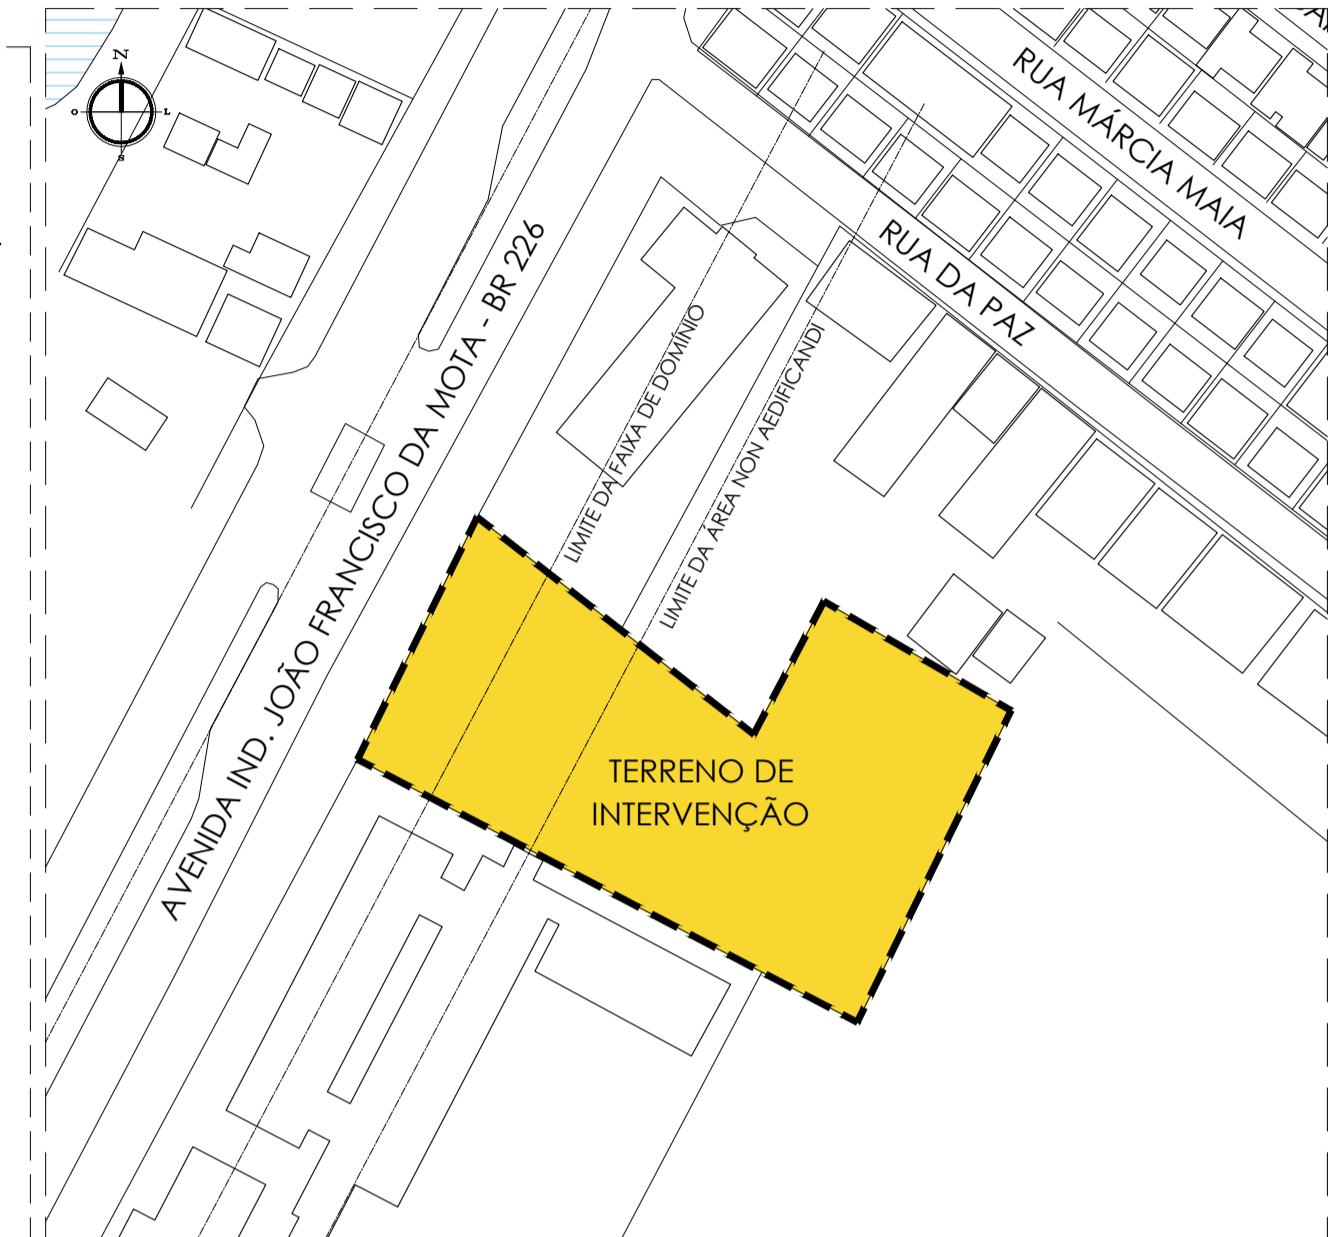 N
O
L
S
RUA MÁRCIA MAIA
RUA DA PAZ
AVENIDA IND. JOÃO FRANCISCO DA MOTA - BR 226
LIMITE DA FAIXA DE DOMÍNIO
LIMITE DA ÁREA NON AEDIFICANDI
TERRENO DE
INTERVENÇÃO